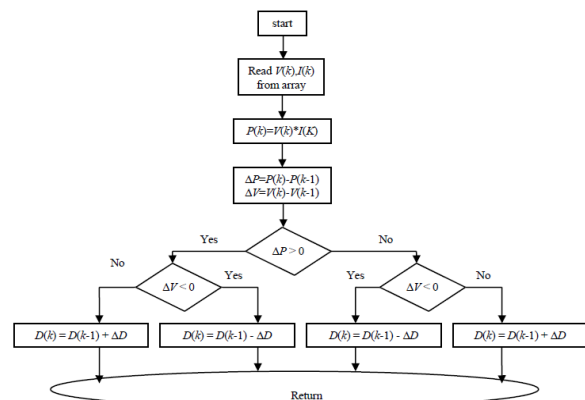 start
Read V(k),I(k)
from array
P(k)=V(k)*I(K)
ΔP=P(k)-P(k-1)
ΔV=V(k)-V(k-1)
Yes
ΔP > 0
No
No
ΔV < 0
Yes
Yes
ΔV < 0
No
D(k) = D(k-1) + ΔD
D(k) = D(k-1) - ΔD
D(k) = D(k-1) - ΔD
D(k) = D(k-1) + ΔD
Return